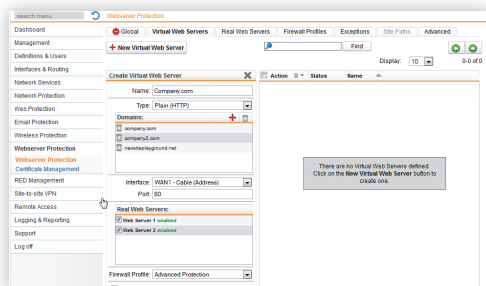 search menu
Webserver Protection
Dashboard
Management
Definitions & Users
Interfaces & Routing
Network Services
Network Protection
Web Protection
Email Protection
Wireless Protection
Webserver Protection
Webserver Protection
Certificate Management
RED Management
Site-to-site VPN
Remote Access
Logging & Reporting
Support
Log off
Global
Virtual Web Servers
Real Web Servers
Firewall Profiles
Exceptions
Site Paths
Advanced
+ New Virtual Web Server
Find
Display: 10
0-0 of 0
Create Virtual Web Server
Name: Company.com
Type: Plain (HTTP)
Domains:
company.com
company2.com
newsiteplayground.net
Interface: WAN1 - Cable (Address)
Port: 80
Real Web Servers:
Web Server 1 enabled
Web Server 2 enabled
Firewall Profile: Advanced Protection
Action
Status
Name
There are no Virtual Web Servers defined.
Click on the New Virtual Web Server button to
create one.